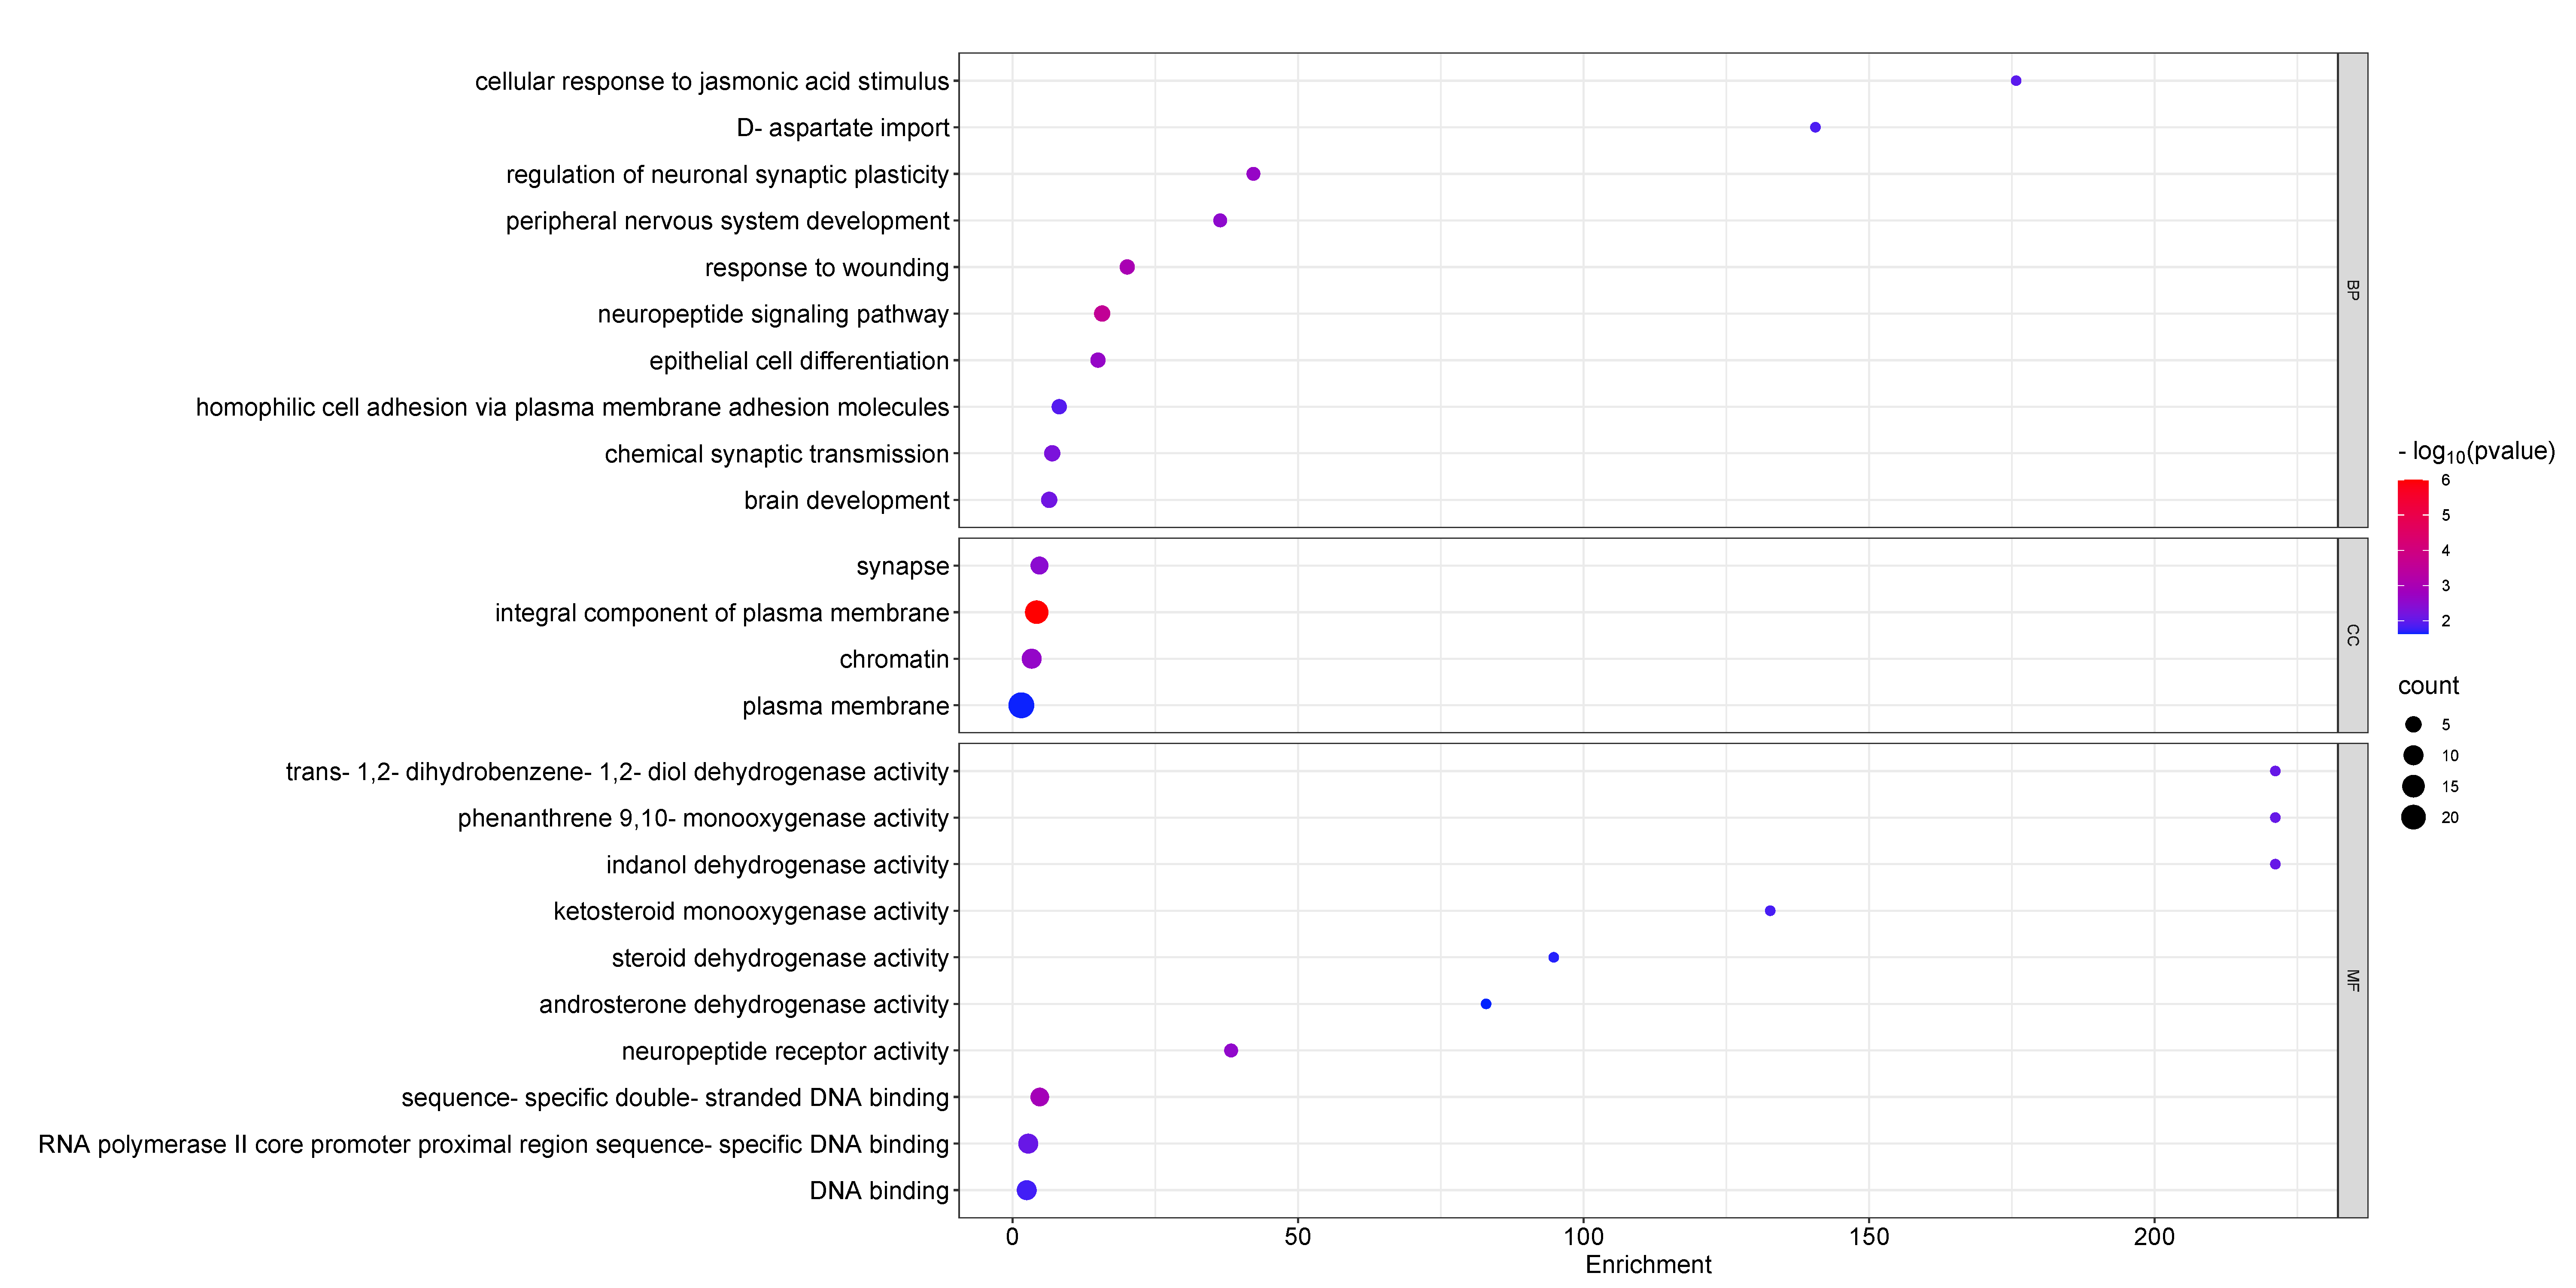 cellular response to jasmonic acid stimulus
D- aspartate import
regulation of neuronal synaptic plasticity
peripheral nervous system development
response to wounding
neuropeptide signaling pathway
epithelial cell differentiation
homophilic cell adhesion via plasma membrane adhesion molecules
chemical synaptic transmission
brain development
BP
synapse
integral component of plasma membrane
chromatin
plasma membrane
CC
trans- 1,2- dihydrobenzene- 1,2- diol dehydrogenase activity
phenanthrene 9,10- monooxygenase activity
indanol dehydrogenase activity
ketosteroid monooxygenase activity
steroid dehydrogenase activity
androsterone dehydrogenase activity
neuropeptide receptor activity
sequence- specific double- stranded DNA binding
RNA polymerase II core promoter proximal region sequence- specific DNA binding
DNA binding
MF
0 50 100 150 200
Enrichment
- log10(pvalue)
6
5
4
3
2
count
5
10
15
20